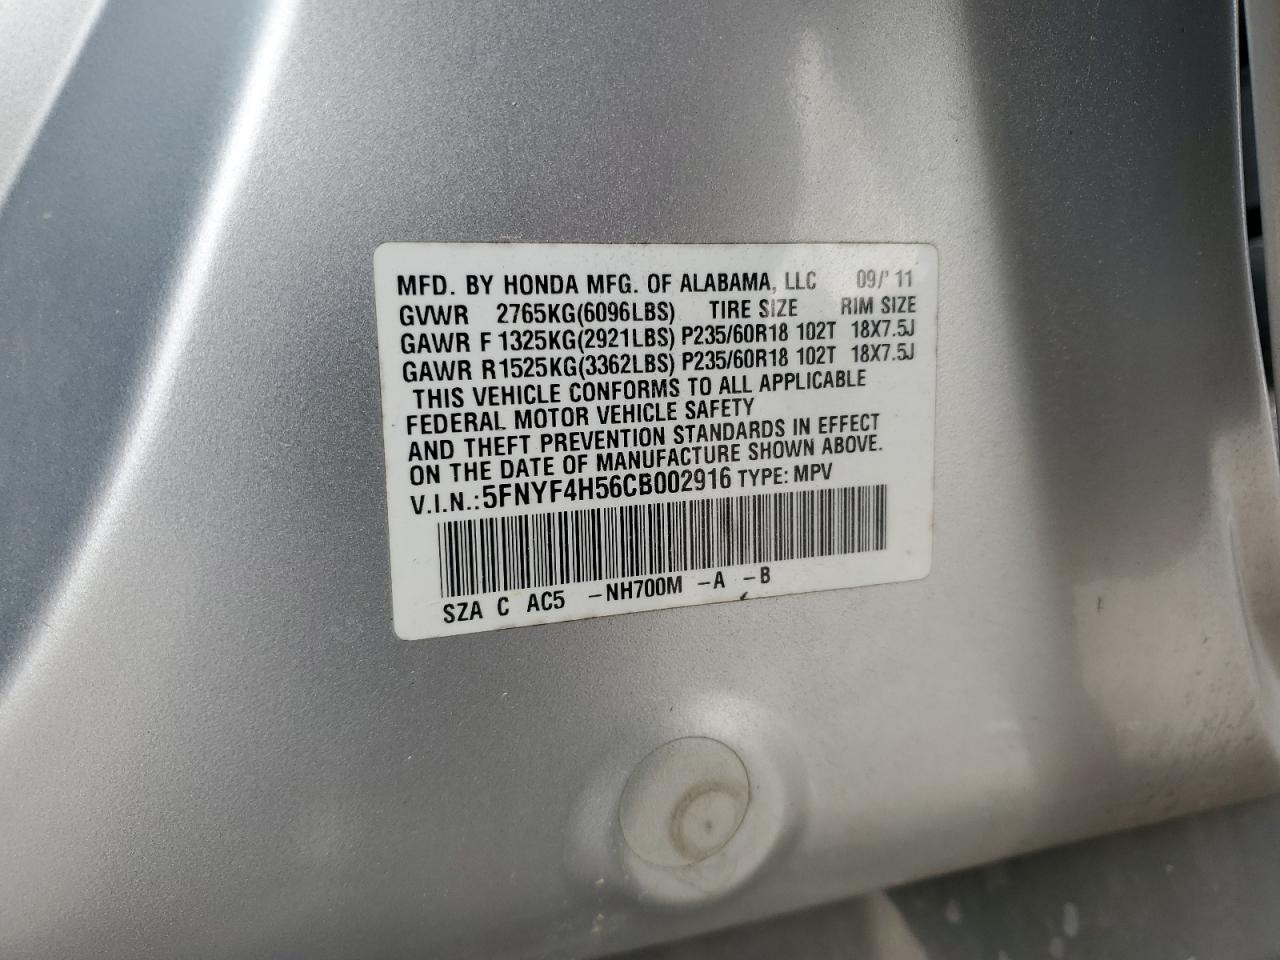 MFD. BY HONDA MFG. OF ALABAMA, LLC 09/' 11
GVWR 2765KG(6096LBS) TIRE SIZE RIM SIZE
GAWR F 1325KG(2921LBS) P235/60R18 102T 18X7.5J
GAWR R1525KG(3362LBS) P235/60R18 102T 18X7.5J
THIS VEHICLE CONFORMS TO ALL APPLICABLE
FEDERAL MOTOR VEHICLE SAFETY
AND THEFT PREVENTION STANDARDS IN EFFECT
ON THE DATE OF MANUFACTURE SHOWN ABOVE.
V.I.N.: 5FNYF4H56CB002916 TYPE: MPV
SZA C AC5 -NH700M -A -B